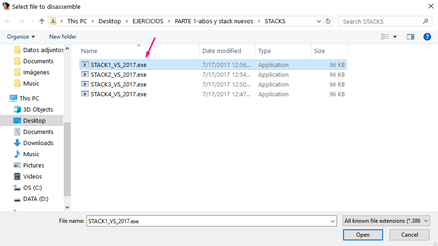 Select file to disassemble
This PC > Desktop > EJERCICIOS > PARTE 1-abos y stack nuevos > STACKS
Search STACKS
Organize
New folder
Datos adjuntos
Documentos
Imágenes
Music
This PC
3D Objects
Desktop
Documents
Downloads
Music
Pictures
Videos
OS (C:)
DATA (D:)
Name Date modified Type Size
STACK1_VS_2017.exe 7/17/2017 12:56... Application 96 KB
STACK2_VS_2017.exe 7/17/2017 12:54... Application 96 KB
STACK3_VS_2017.exe 7/17/2017 12:50... Application 96 KB
STACK4_VS_2017.exe 7/17/2017 12:47... Application 96 KB
File name: STACK1_VS_2017.exe
All known file extensions (*.386
Open Cancel